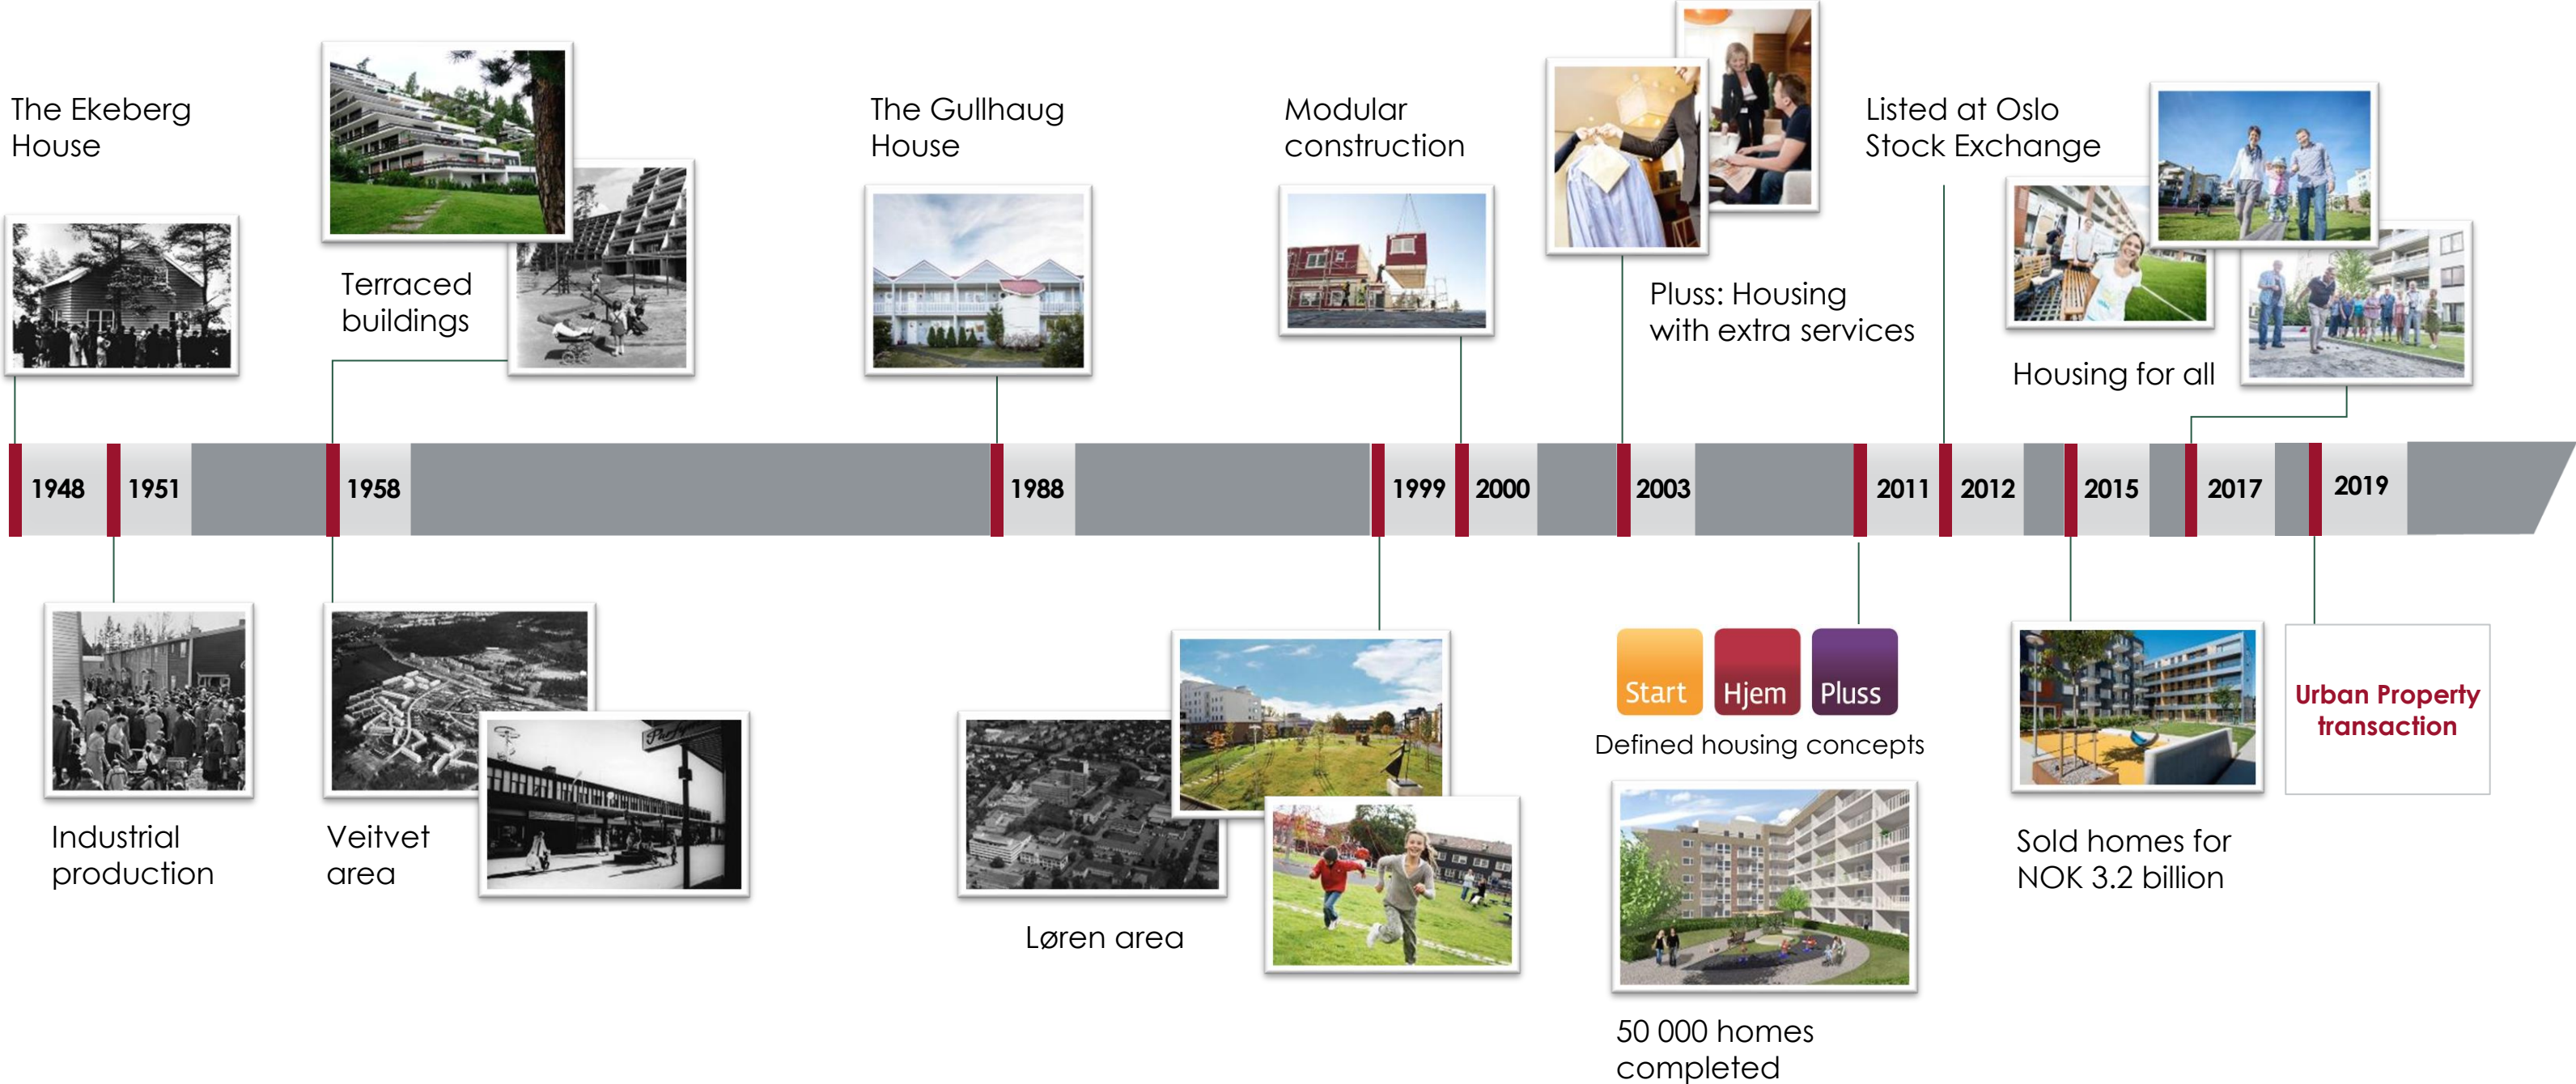 The Ekeberg
House
Terraced
buildings
The Gullhaug
House
Modular
construction
Pluss: Housing
with extra services
Listed at Oslo
Stock Exchange
Housing for all
1948
1951
1958
1988
1999
2000
2003
2011
2012
2015
2017
2019
Industrial
production
Veitvet
area
Løren area
Start
Hjem
Pluss
Defined housing concepts
50 000 homes
completed
Sold homes for
NOK 3.2 billion
Urban Property
transaction